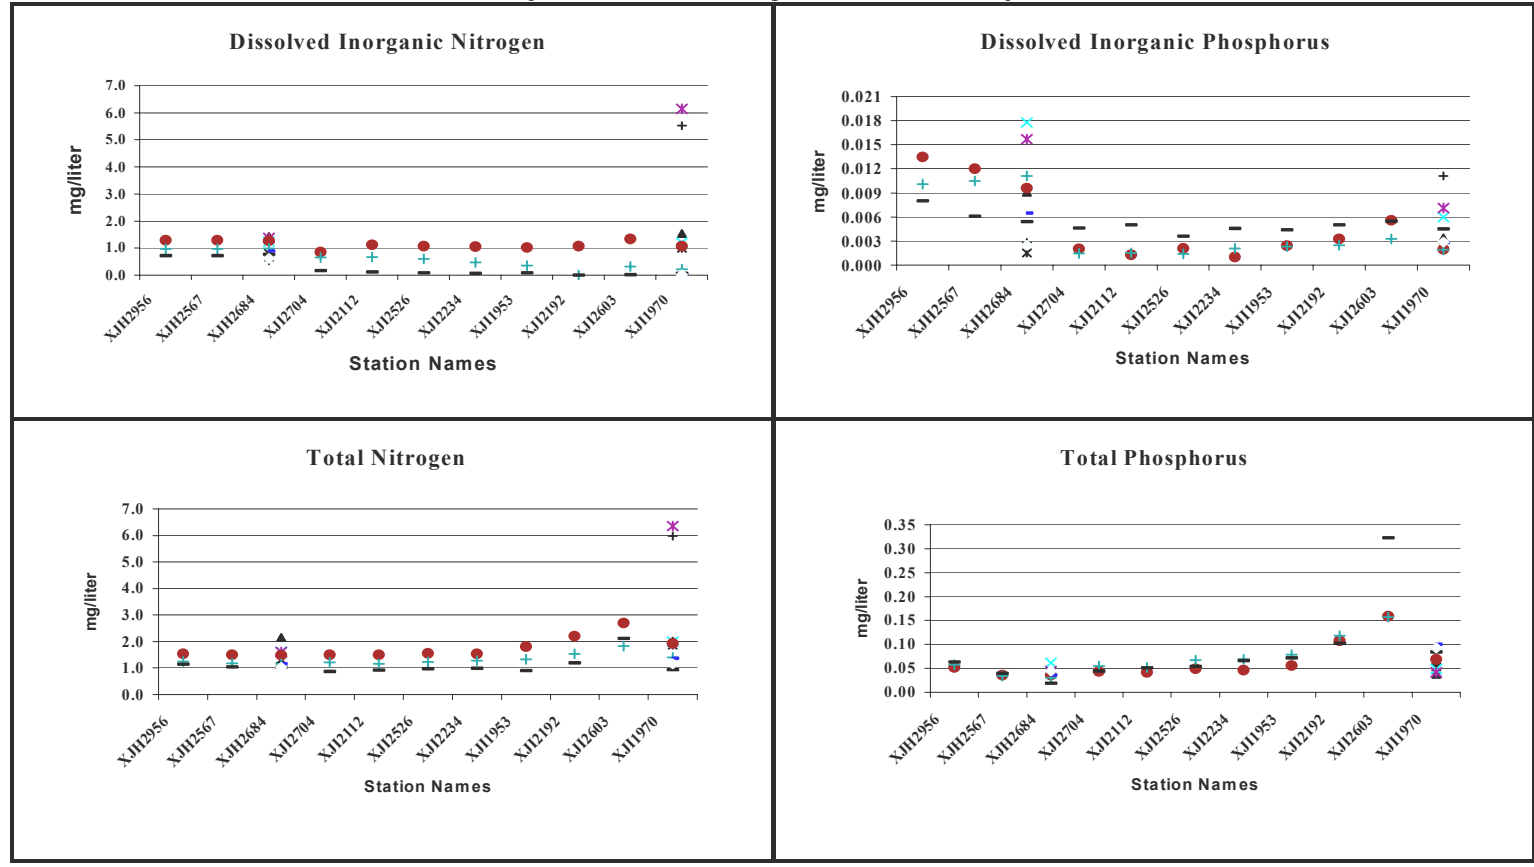 Dissolved Inorganic Nitrogen
7.0
6.0
5.0
4.0
3.0
2.0
1.0
0.0
mg/liter
XJH2956
XJH2567
XJH2684
XJI2704
XJI2112
XJI2526
XJI2234
XJI1953
XJI2192
XJI2603
XJI1970
Station Names
Dissolved Inorganic Phosphorus
0.021
0.018
0.015
0.012
0.009
0.006
0.003
0.000
mg/liter
XJH2956
XJH2567
XJH2684
XJI2704
XJI2112
XJI2526
XJI2234
XJI1953
XJI2192
XJI2603
XJI1970
Station Names
Total Nitrogen
7.0
6.0
5.0
4.0
3.0
2.0
1.0
0.0
mg/liter
XJH2956
XJH2567
XJH2684
XJI2704
XJI2112
XJI2526
XJI2234
XJI1953
XJI2192
XJI2603
XJI1970
Station Names
Total Phosphorus
0.35
0.30
0.25
0.20
0.15
0.10
0.05
0.00
mg/liter
XJH2956
XJH2567
XJH2684
XJI2704
XJI2112
XJI2526
XJI2234
XJI1953
XJI2192
XJI2603
XJI1970
Station Names